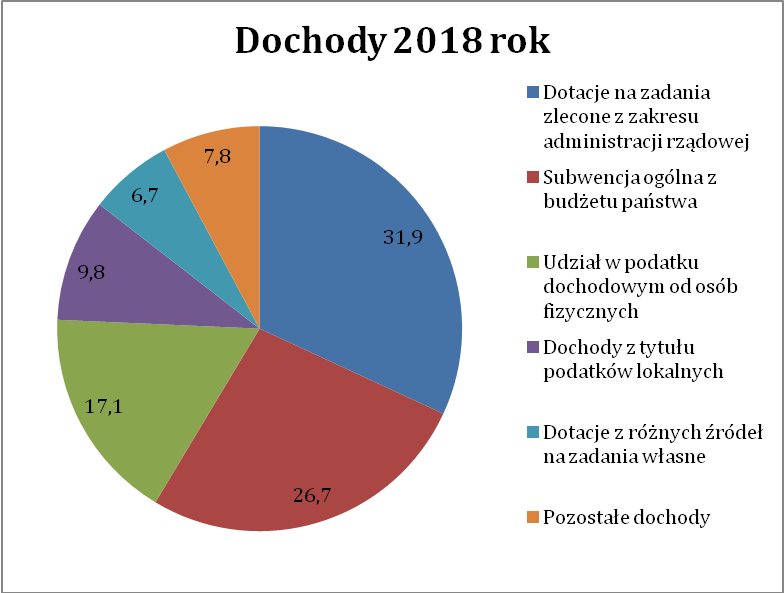 Dochody 2018 rok
7,8
6,7
31,9
9,8
17,1
26,7
Dotacje na zadania
zlecone z zakresu
administracji rządowej
Subwencja ogólna z
budżetu państwa
Udział w podatku
dochodowym od osób
fizycznych
Dochody z tytułu
podatków lokalnych
Dotacje z różnych źródeł
na zadania własne
Pozostałe dochody